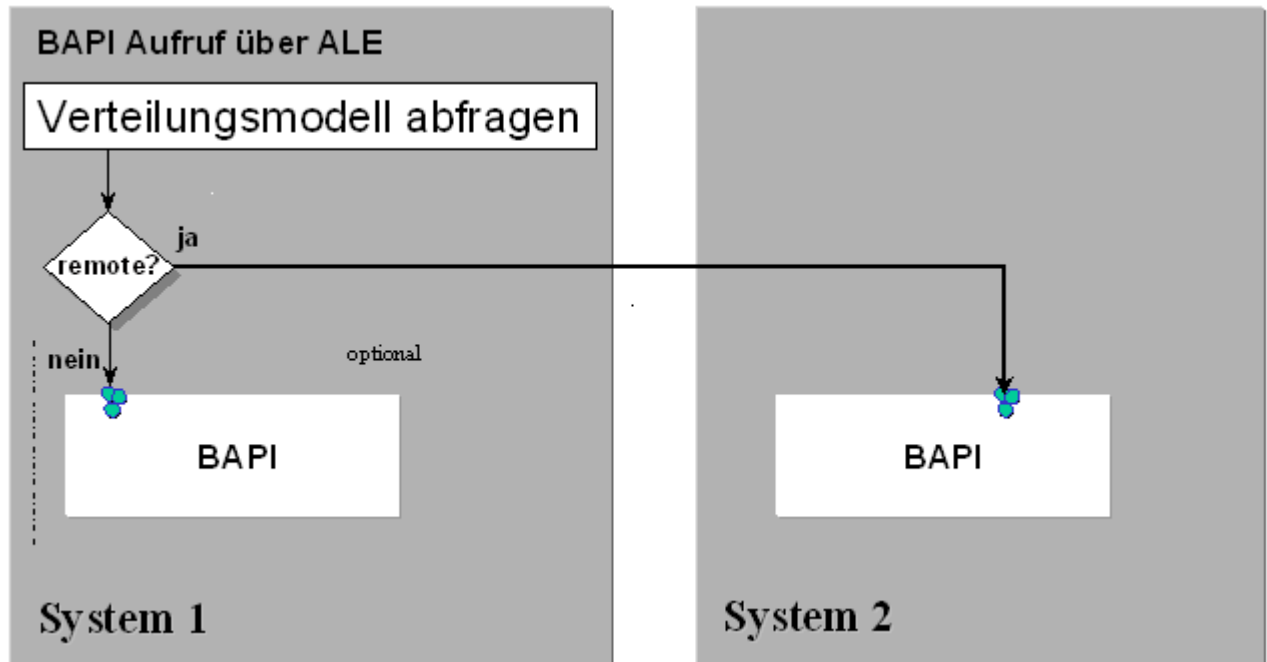 BAPI Aufruf über ALE
Verteilungsmodell abfragen
ja
remote?
nein
optional
BAPI
BAPI
System 1
System 2